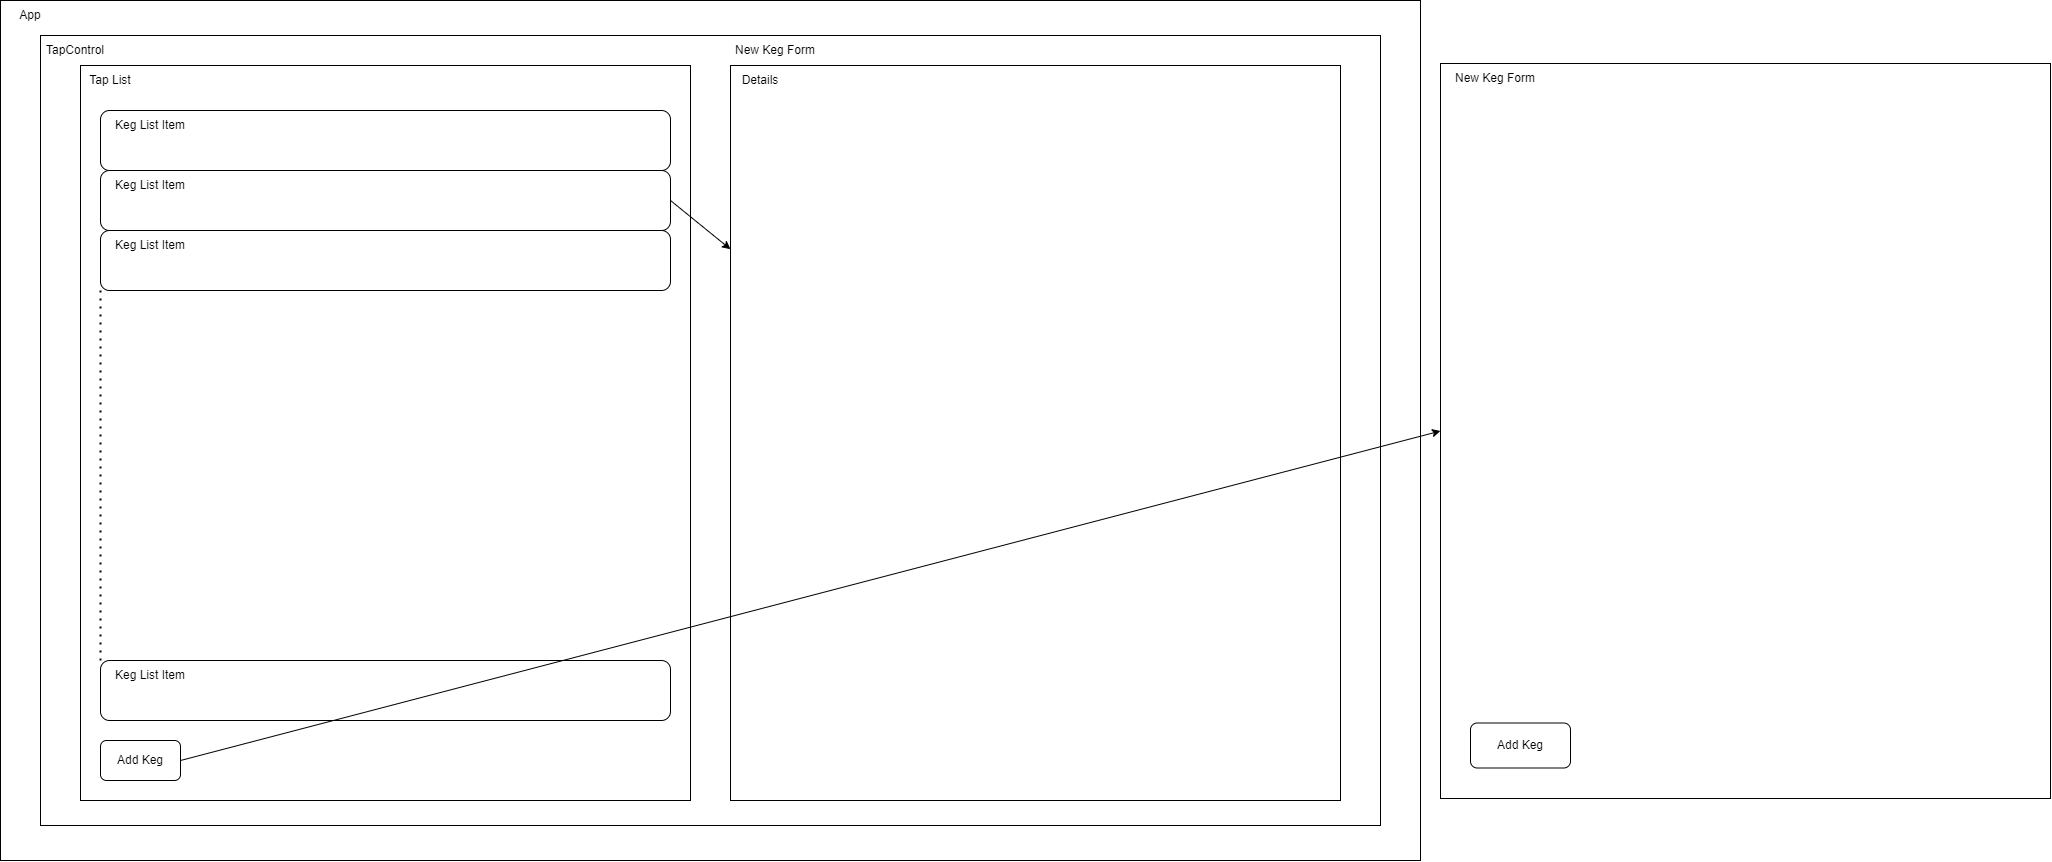 App
TapControl
New Keg Form
Tap List
Details
New Keg Form
Keg List Item
Keg List Item
Keg List Item
Keg List Item
Add Keg
Add Keg